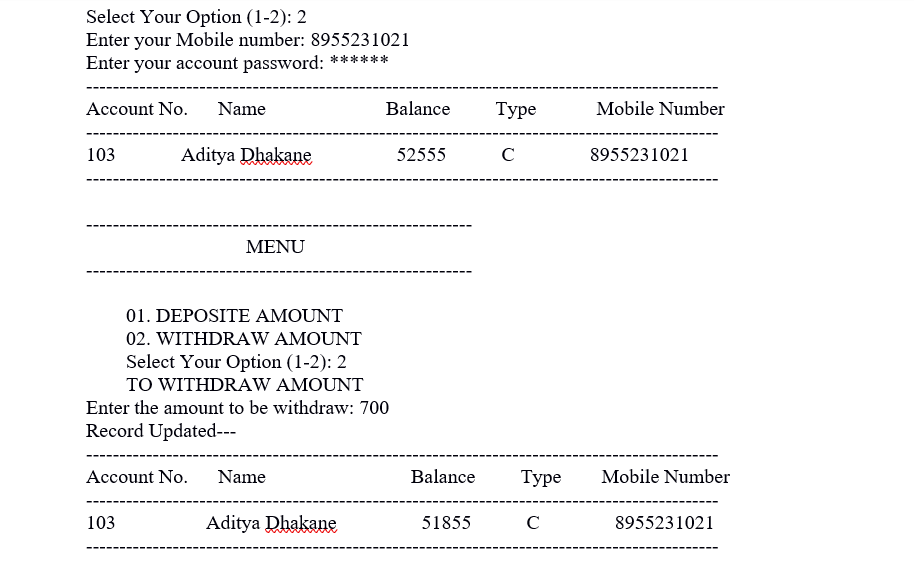 Select Your Option (1-2): 2
Enter your Mobile number: 8955231021
Enter your account password: ******
-----------------------------------------------------------------------------------------------
Account No. Name Balance Type Mobile Number
-----------------------------------------------------------------------------------------------
103 Aditya Dhakane 52555 C 8955231021
-----------------------------------------------------------------------------------------------
----------------------------------------------------------
MENU
----------------------------------------------------------
01. DEPOSITE AMOUNT
02. WITHDRAW AMOUNT
Select Your Option (1-2): 2
TO WITHDRAW AMOUNT
Enter the amount to be withdraw: 700
Record Updated---
-----------------------------------------------------------------------------------------------
Account No. Name Balance Type Mobile Number
-----------------------------------------------------------------------------------------------
103 Aditya Dhakane 51855 C 8955231021
-----------------------------------------------------------------------------------------------